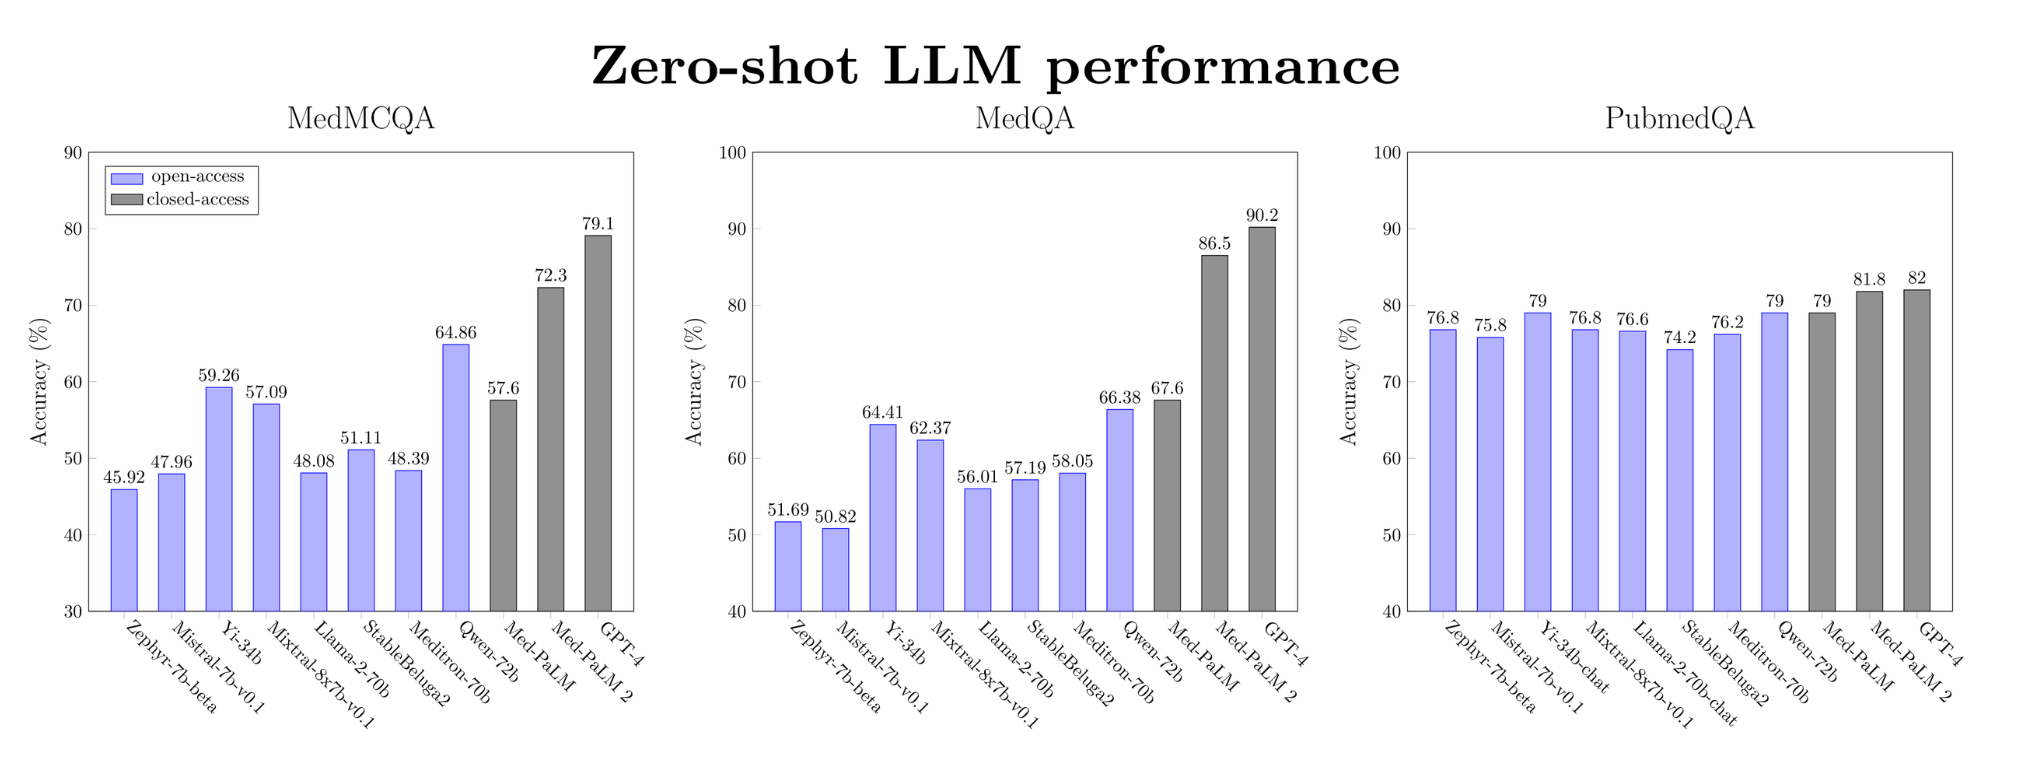 Zero-shot LLM performance
MedMCQA
Accuracy (%)
90
80
70
60
50
40
30
open-access
closed-access
45.92
47.96
59.26
57.09
48.08
51.11
48.39
64.86
57.6
72.3
79.1
Zephyr-7b-beta
Mistral-7b-v0.1
Yi-34b
Mixtral-8x7b-v0.1
Llama-2-70b
StableBeluga2
Meditron-70b
Qwen-72b
Med-PaLM
Med-PaLM 2
GPT-4
MedQA
Accuracy (%)
100
90
80
70
60
50
40
51.69
50.82
64.41
62.37
56.01
57.19
58.05
66.38
67.6
86.5
90.2
Zephyr-7b-beta
Mistral-7b-v0.1
Yi-34b
Mixtral-8x7b-v0.1
Llama-2-70b
StableBeluga2
Meditron-70b
Qwen-72b
Med-PaLM
Med-PaLM 2
GPT-4
PubmedQA
Accuracy (%)
100
90
80
70
60
50
40
76.8
75.8
79
76.8
76.6
74.2
76.2
79
79
81.8
82
Zephyr-7b-beta
Mistral-7b-v0.1
Yi-34b-chat
Mixtral-8x7b-v0.1
Llama-2-70b-chat
StableBeluga2
Meditron-70b
Qwen-72b
Med-PaLM
Med-PaLM 2
GPT-4